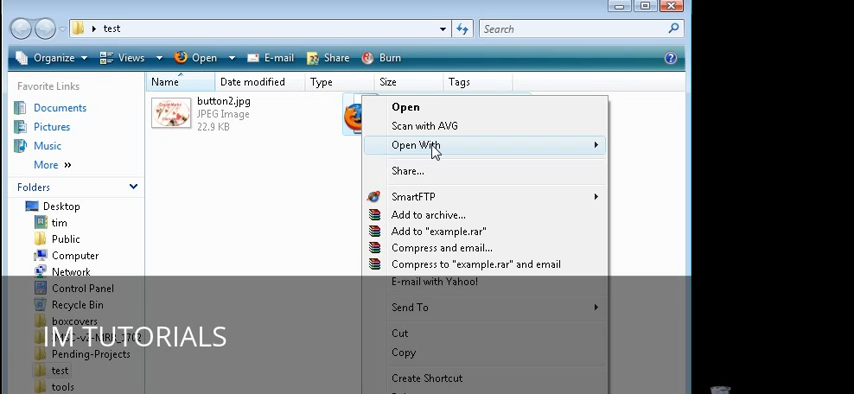 test
Search
Organize Views Open E-mail Share Burn
Favorite Links
Name Date modified Type Size Tags
Documents
Pictures
Music
More »
Folders
Desktop
tim
Public
Computer
Network
Control Panel
Recycle Bin
boxcovers
Pending-Projects
test
tools
button2.jpg
JPEG Image
22.9 KB
Open
Scan with AVG
Open With
Share...
SmartFTP
Add to archive...
Add to "example.rar"
Compress and email...
Compress to "example.rar" and email
E-mail with Yahoo!
Send To
Cut
Copy
Create Shortcut
IM TUTORIALS